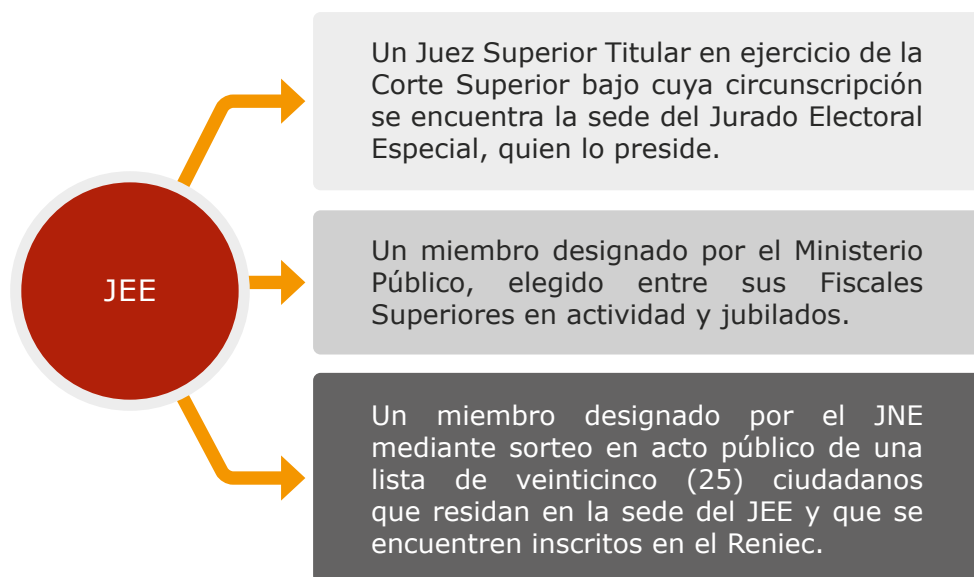 Un Juez Superior Titular en ejercicio de la
Corte Superior bajo cuya circunscripción
se encuentra la sede del Jurado Electoral
Especial, quien lo preside.
JEE
Un miembro designado por el Ministerio
Público, elegido entre sus Fiscales
Superiores en actividad y jubilados.
Un miembro designado por el JNE
mediante sorteo en acto público de una
lista de veinticinco (25) ciudadanos
que residan en la sede del JEE y que se
encuentren inscritos en el Reniec.